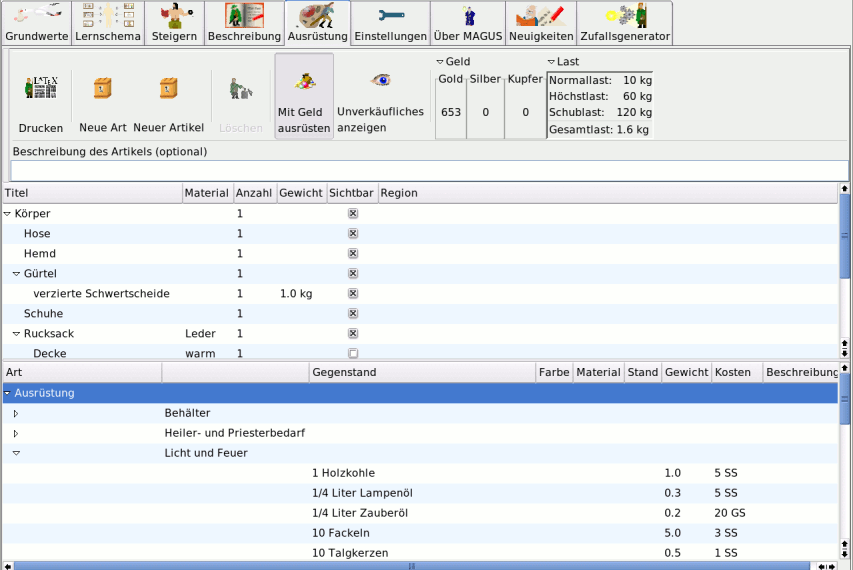 Grundwerte Lernschema Steigern Beschreibung Ausrüstung Einstellungen Über MAGUS Neuigkeiten Zufallsgenerator
LATEX
Drucken Neue Art Neuer Artikel Löschen Mit Geld ausrüsten Unverkäufliches anzeigen
Geld
Gold Silber Kupfer
653 0 0
Last
Normallast: 10 kg
Höchstlast: 60 kg
Schublast: 120 kg
Gesamtlast: 1.6 kg
Beschreibung des Artikels (optional)
Titel Material Anzahl Gewicht Sichtbar Region
Körper 1
Hose 1
Hemd 1
Gürtel 1
verzierte Schwertscheide 1 1.0 kg
Schuhe 1
Rucksack Leder 1
Decke warm 1
Art Gegenstand Farbe Material Stand Gewicht Kosten Beschreibung
Ausrüstung
Behälter
Heiler- und Priesterbedarf
Licht und Feuer
1 Holzkohle 1.0 5 SS
1/4 Liter Lampenöl 0.3 5 SS
1/4 Liter Zauberöl 0.2 20 GS
10 Fackeln 5.0 3 SS
10 Talgkerzen 0.5 1 SS